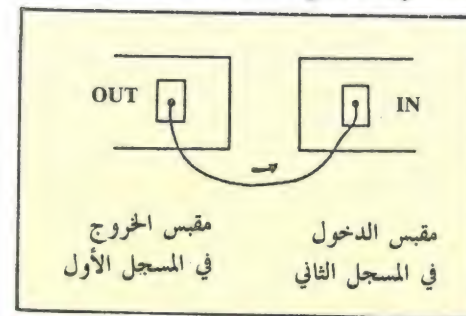 OUT
IN
مقبس الخروج
في المسجل الأول
مقبس الدخول
في المسجل الثاني